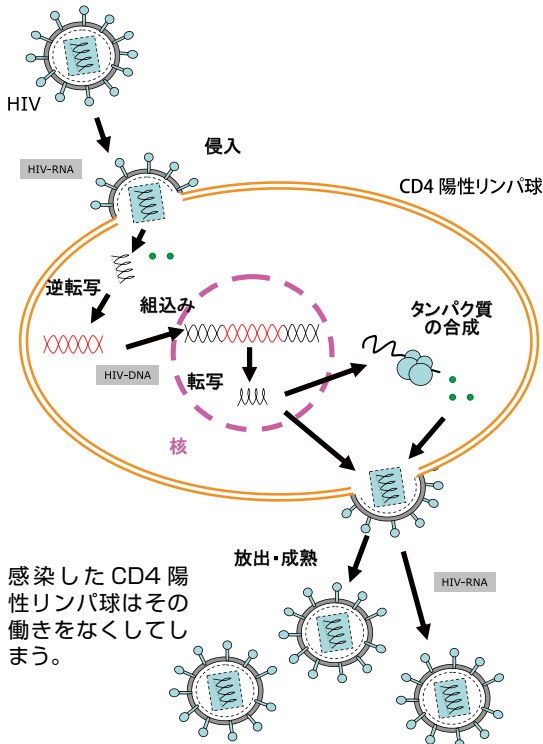 HIV
侵入
HIV-RNA
CD4 陽性リンパ球
逆転写
組込み
タンパク質
の合成
HIV-DNA
転写
核
放出・成熟
HIV-RNA
感染したCD4 陽
性リンパ球はその
働きをなくしてし
まう。